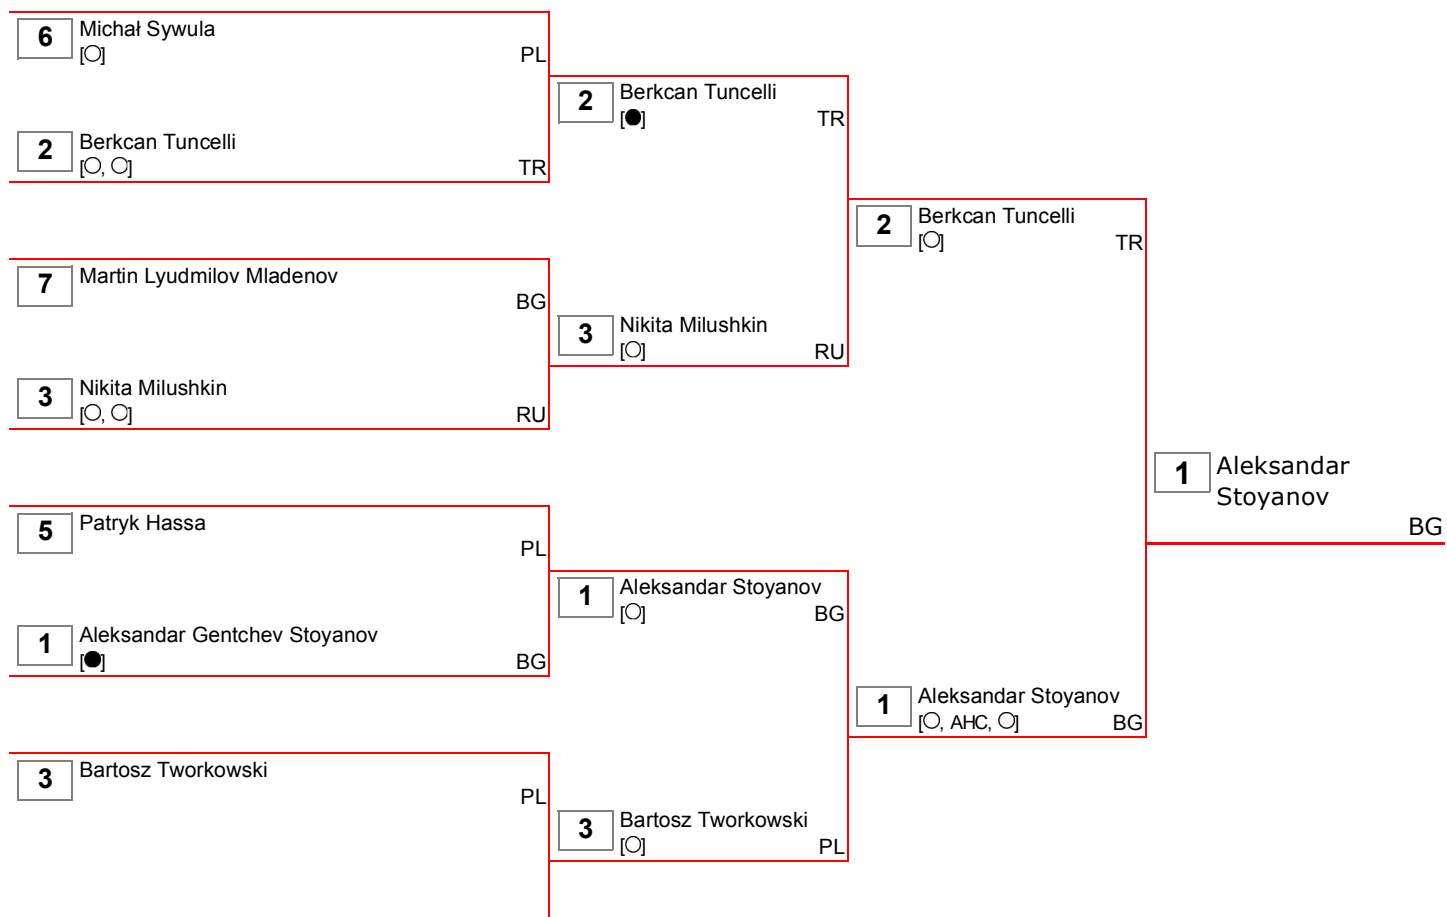 6 Michał Sywula
[○]
PL
2 Berkcan Tuncelli
[○, ○]
TR
7 Martin Lyudmilov Mladenov
BG
3 Nikita Milushkin
[○, ○]
RU
5 Patryk Hassa
PL
1 Aleksandar Gentchev Stoyanov
[●]
BG
3 Bartosz Tworkowski
PL
2 Berkcan Tuncelli
[●] TR
3 Nikita Milushkin
[○] RU
1 Aleksandar Stoyanov
[○] BG
3 Bartosz Tworkowski
[○] PL
2 Berkcan Tuncelli
[○] TR
1 Aleksandar Stoyanov
[○, AHC, ○] BG
1 Aleksandar
Stoyanov
BG